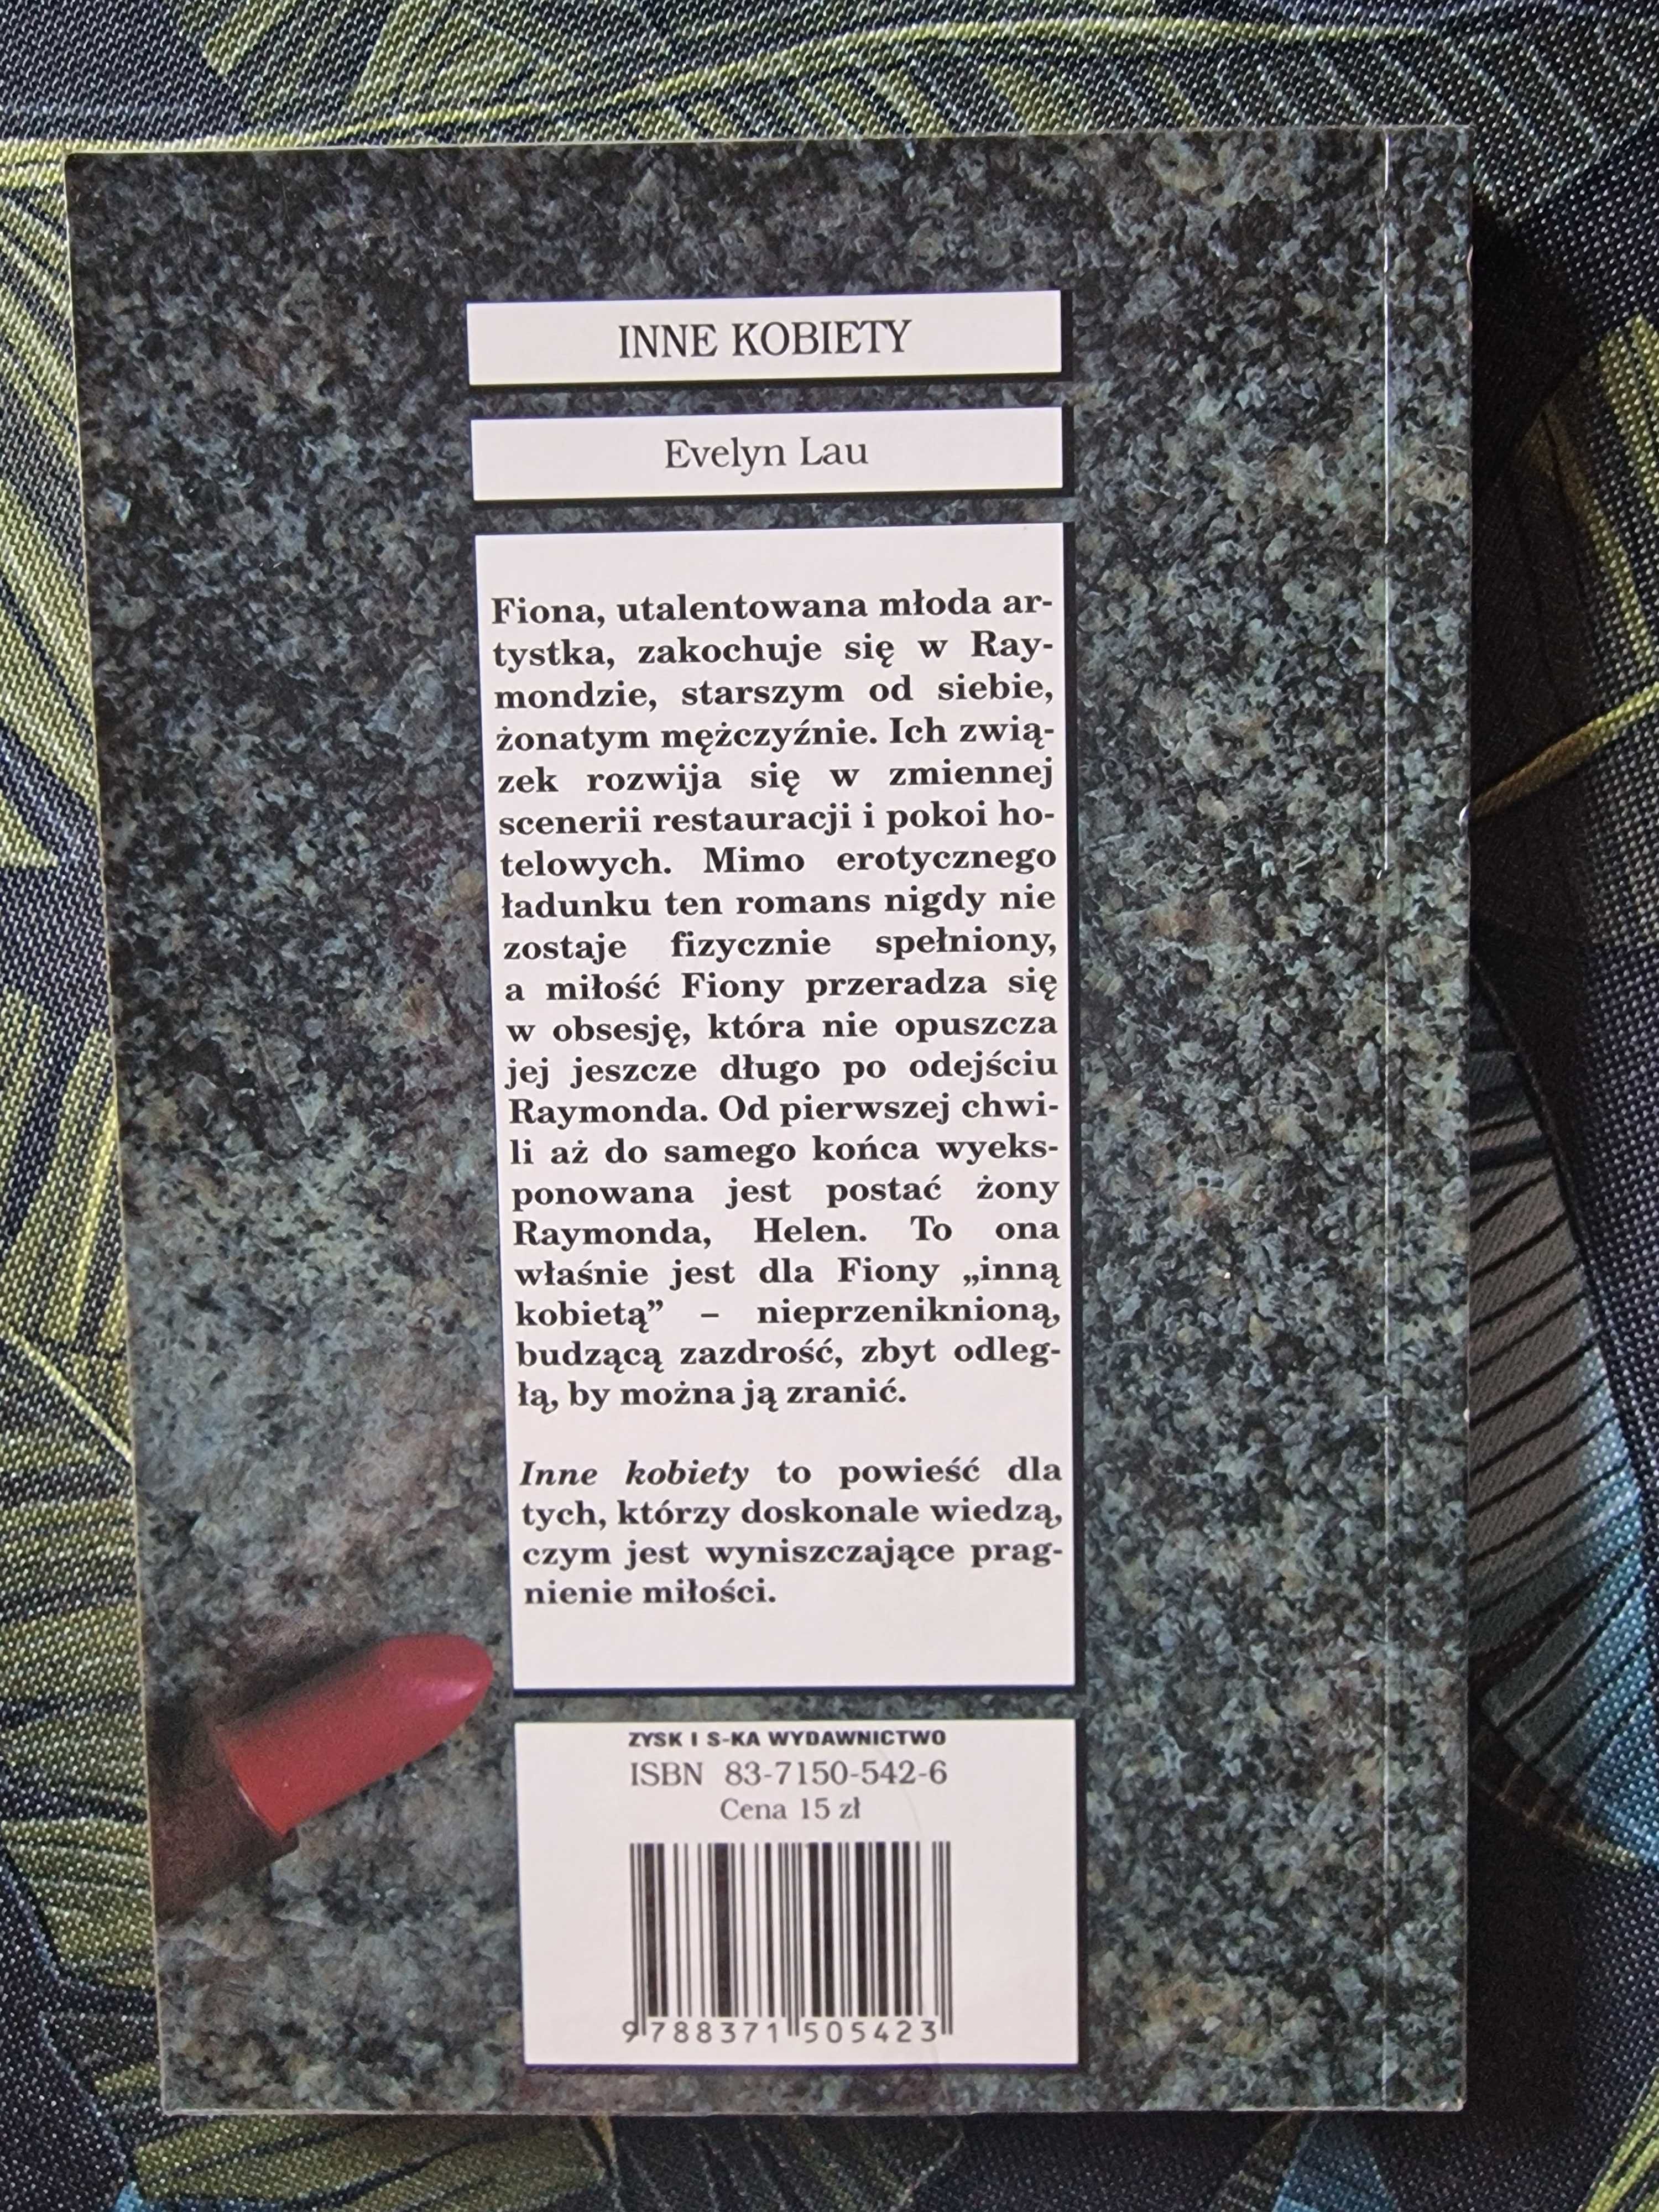 INNE KOBIETY
Evelyn Lau
Fiona, utalentowana młoda ar-
tystka, zakochuje się w Ray-
mondzie, starszym od siebie,
żonatym mężczyźnie. Ich zwią-
zek rozwija się w zmiennej
scenerii restauracji i pokoi ho-
telowych. Mimo erotycznego
ładunku ten romans nigdy nie
zostaje fizycznie spełniony,
a miłość Fiony przeradza się
w obsesję, która nie opuszcza
jej jeszcze długo po odejściu
Raymonda. Od pierwszej chwi-
li aż do samego końca wyeks-
ponowana jest postać żony
Raymonda, Helen. To ona
właśnie jest dla Fiony „inną
kobietą” – nieprzeniknioną,
budzącą zazdrość, zbyt odleg-
łą, by można ją zranić.
Inne kobiety to powieść dla
tych, którzy doskonale wiedzą,
czym jest wyniszczające prag-
nienie miłości.
ZYSK I S-KA WYDAWNICTWO
ISBN 83-7150-542-6
Cena 15 zł
9 788371 505423